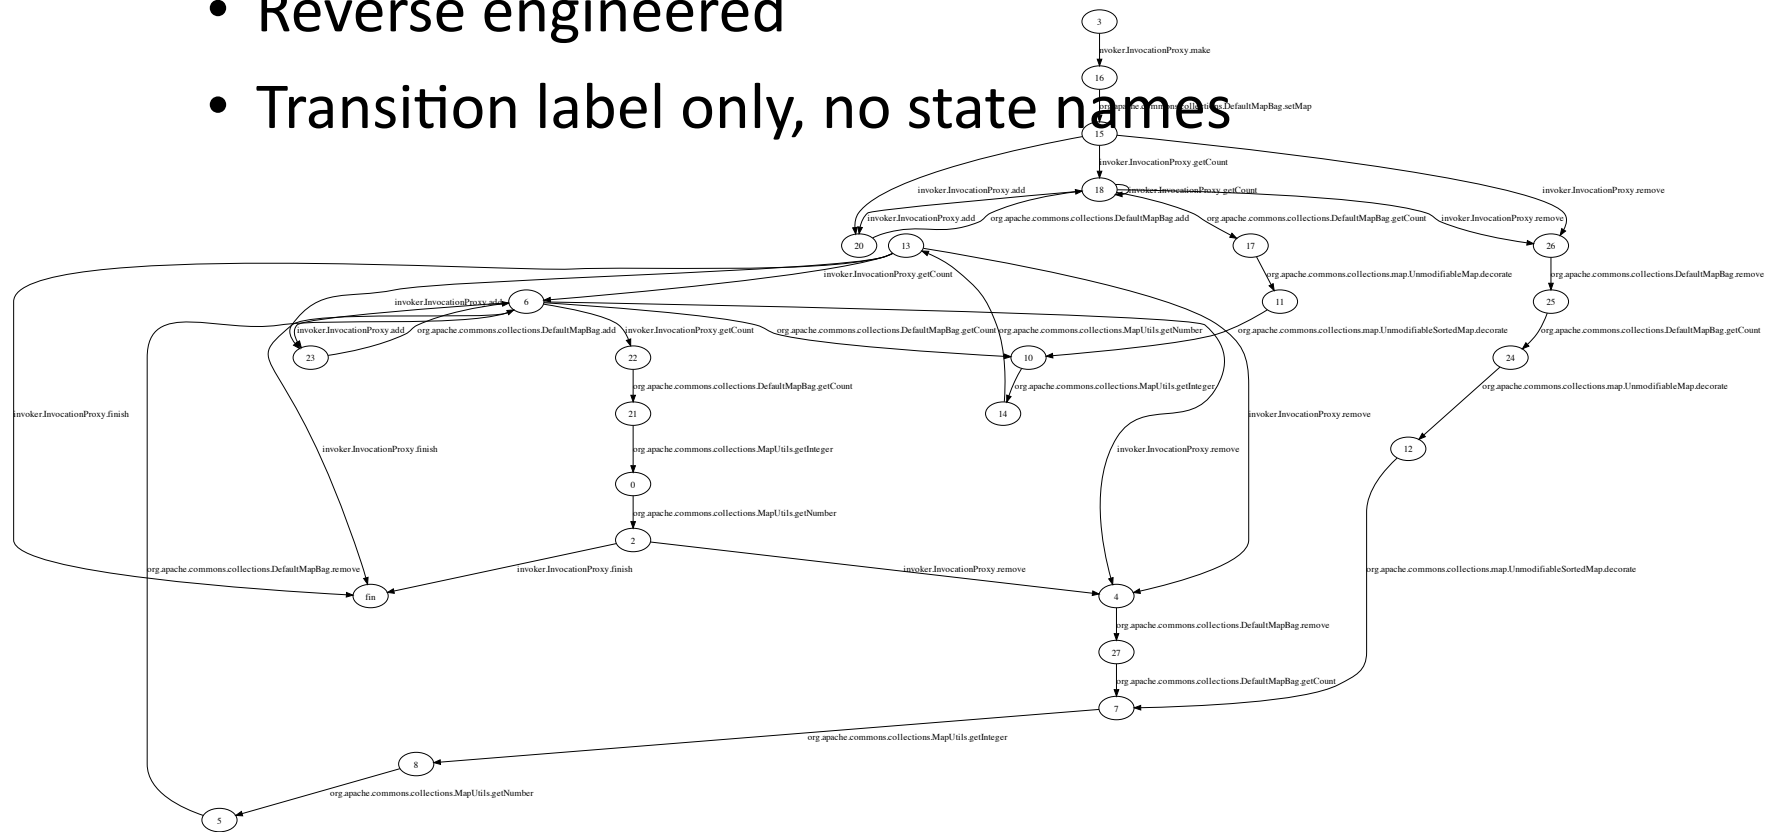 • Reverse engineered
• Transition label only, no state names
3
invoker.InvocationProxy.make
16
org.apache.commons.collections.DefaultMapBag.setMap
15
invoker.InvocationProxy.getCount
invoker.InvocationProxy.add
18
invoker.InvocationProxy.getCount
invoker.InvocationProxy.remove
invoker.InvocationProxy.add
org.apache.commons.collections.DefaultMapBag.add
org.apache.commons.collections.DefaultMapBag.getCount
invoker.InvocationProxy.remove
20
13
17
26
invoker.InvocationProxy.getCount
org.apache.commons.collections.map.UnmodifiableMap.decorate
org.apache.commons.collections.DefaultMapBag.remove
invoker.InvocationProxy.add
6
11
25
invoker.InvocationProxy.add
org.apache.commons.collections.DefaultMapBag.add
invoker.InvocationProxy.getCount
org.apache.commons.collections.DefaultMapBag.getCount
org.apache.commons.collections.MapUtils.getNumber
org.apache.commons.collections.map.UnmodifiableSortedMap.decorate
org.apache.commons.collections.DefaultMapBag.getCount
23
22
10
24
org.apache.commons.collections.DefaultMapBag.getCount
org.apache.commons.collections.MapUtils.getInteger
org.apache.commons.collections.map.UnmodifiableMap.decorate
invoker.InvocationProxy.finish
21
14
invoker.InvocationProxy.remove
invoker.InvocationProxy.finish
org.apache.commons.collections.MapUtils.getInteger
invoker.InvocationProxy.remove
12
0
org.apache.commons.collections.MapUtils.getNumber
2
org.apache.commons.collections.DefaultMapBag.remove
invoker.InvocationProxy.finish
invoker.InvocationProxy.remove
org.apache.commons.collections.map.UnmodifiableSortedMap.decorate
fin
4
org.apache.commons.collections.DefaultMapBag.remove
27
org.apache.commons.collections.DefaultMapBag.getCount
7
org.apache.commons.collections.MapUtils.getInteger
8
org.apache.commons.collections.MapUtils.getNumber
5